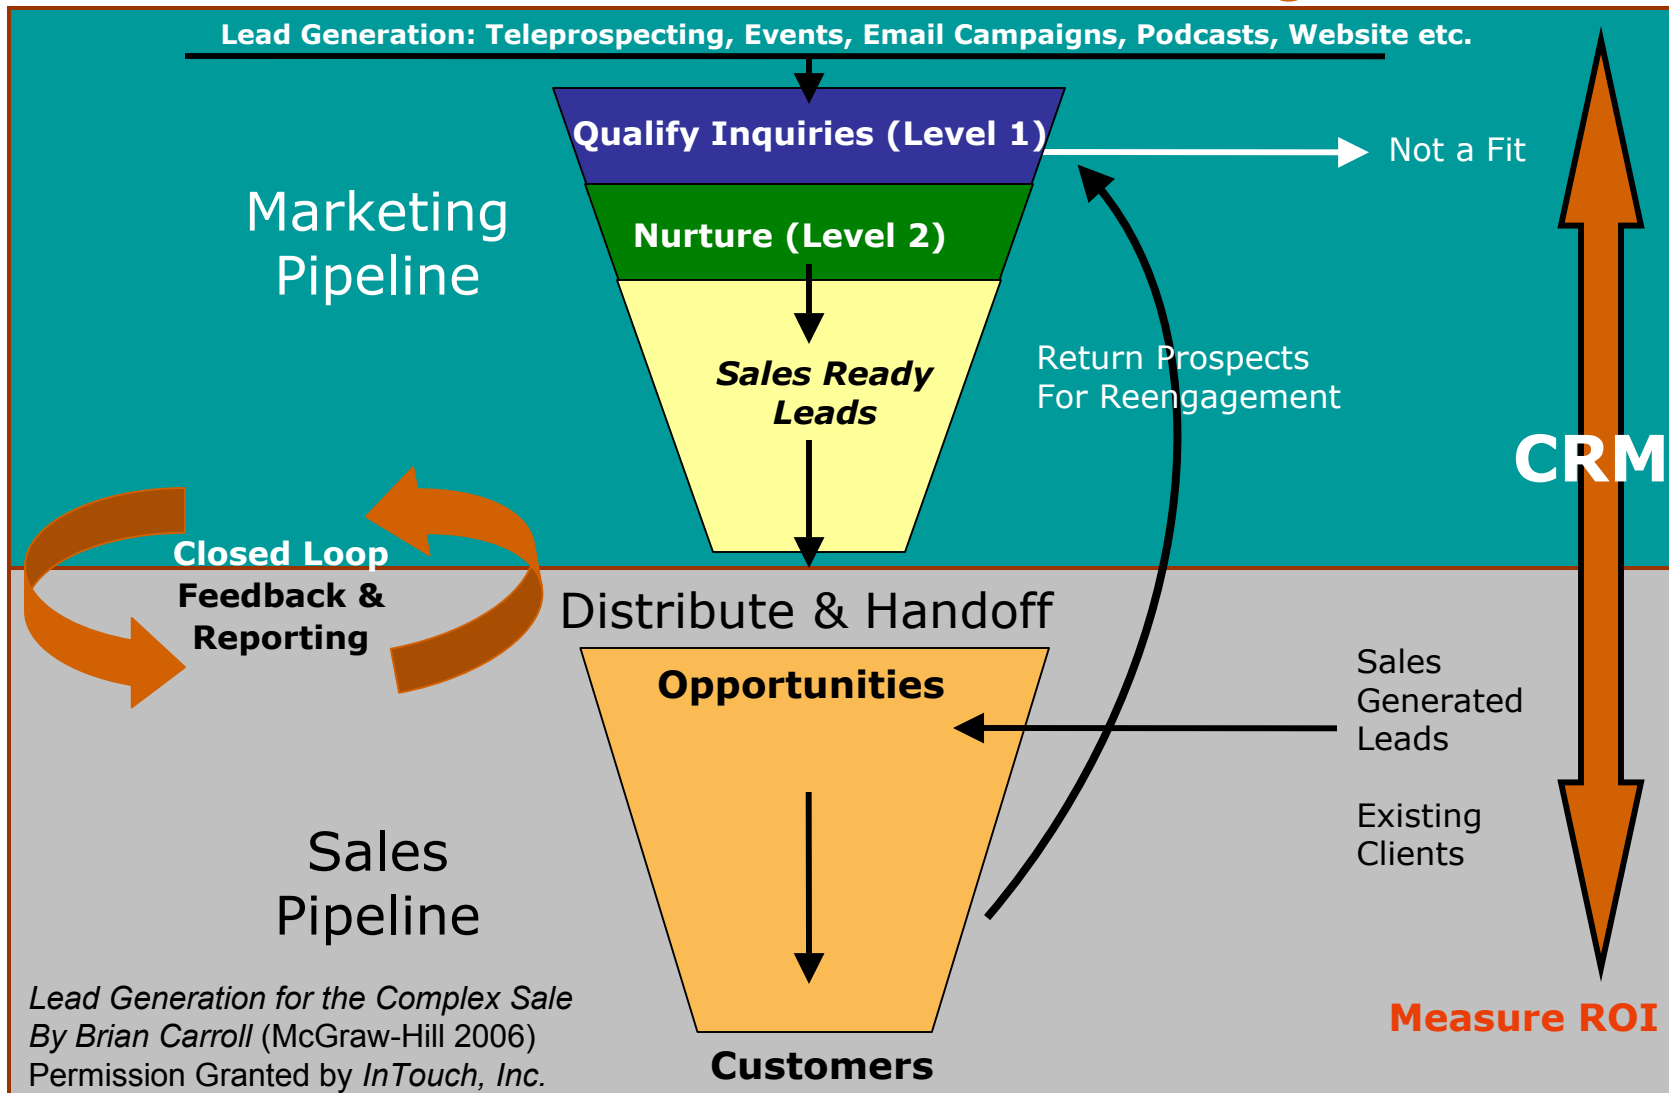 Lead Generation: Teleprospecting, Events, Email Campaigns, Podcasts, Website etc.
Qualify Inquiries (Level 1)
Not a Fit
Marketing
Pipeline
Nurture (Level 2)
Sales Ready
Leads
Return Prospects
For Reengagement
CRM
Closed Loop
Feedback &
Reporting
Distribute & Handoff
Opportunities
Sales
Generated
Leads
Existing
Clients
Sales
Pipeline
Lead Generation for the Complex Sale
By Brian Carroll (McGraw-Hill 2006)
Permission Granted by InTouch, Inc.
Measure ROI
Customers